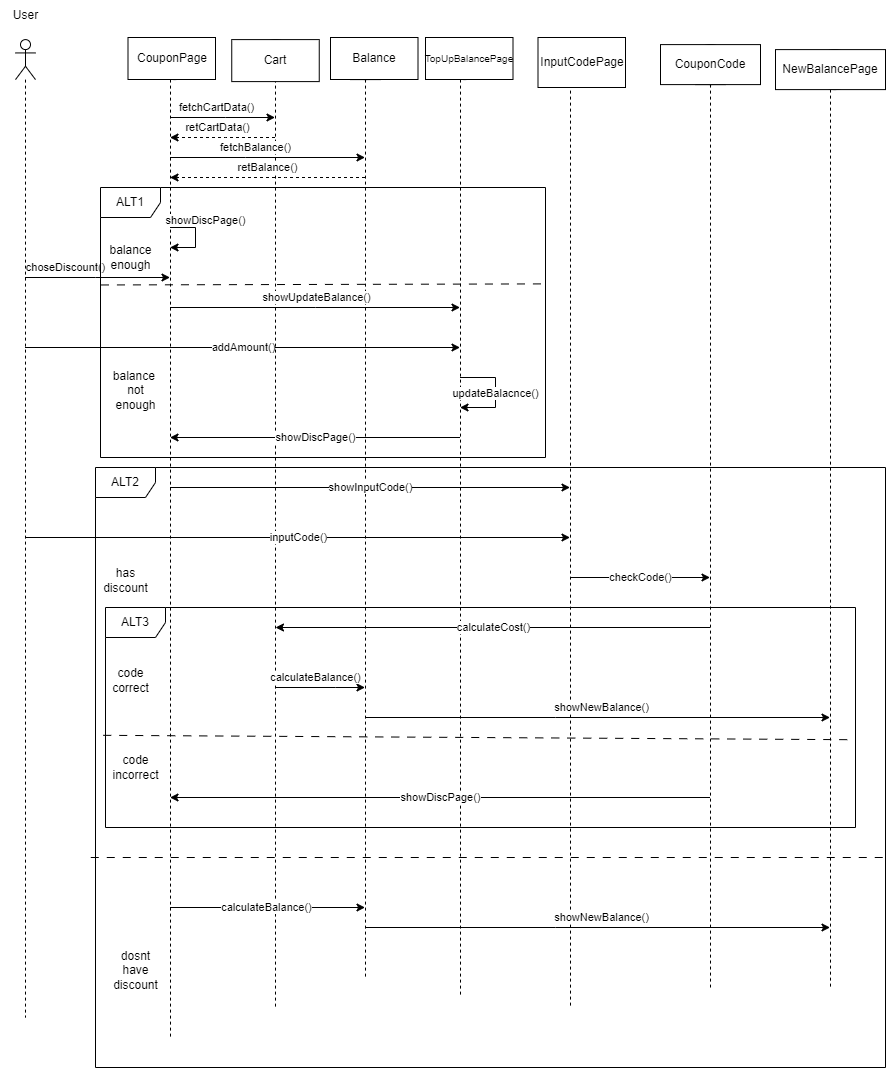 User
CouponPage
Cart
Balance
TopUpBalancePage
InputCodePage
CouponCode
NewBalancePage
fetchCartData()
retCartData()
fetchBalance()
retBalance()
ALT1
showDiscPage()
balance
enough
choseDiscount()
showUpdateBalance()
addAmount()
balance
not
enough
updateBalacnce()
showDiscPage()
ALT2
showInputCode()
inputCode()
has
discount
checkCode()
ALT3
calculateCost()
code
correct
calculateBalance()
showNewBalance()
code
incorrect
showDiscPage()
calculateBalance()
showNewBalance()
dosnt
have
discount